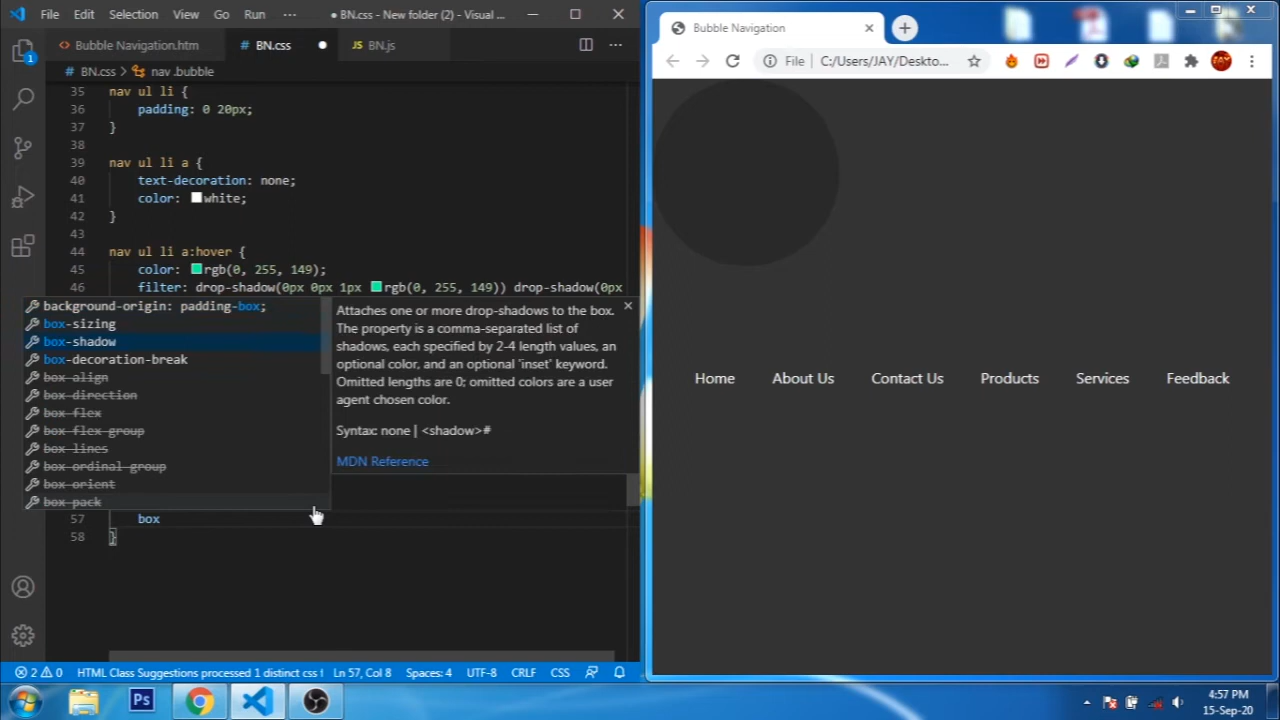 File Edit Selection View Go Run ··· ● BN.css - New folder (2) - Visual ...
Bubble Navigation.htm
BN.css ●
BN.js
BN.css > nav .bubble
35 nav ul li {
36 padding: 0 20px;
37 }
38
39 nav ul li a {
40 text-decoration: none;
41 color: white;
42 }
43
44 nav ul li a:hover {
45 color: rgb(0, 255, 149);
46 filter: drop-shadow(0px 0px 1px rgb(0, 255, 149)) drop-shadow(0px
background-origin: padding-box;
box-sizing
box-shadow
box-decoration-break
box-align
box-direction
box-flex
box-flex-group
box-lines
box-ordinal-group
box-orient
box-pack
Attaches one or more drop-shadows to the box.
The property is a comma-separated list of
shadows, each specified by 2-4 length values, an
optional color, and an optional 'inset' keyword.
Omitted lengths are 0; omitted colors are a user
agent chosen color.
Syntax: none | <shadow>#
MDN Reference
57 box
58 }
1
2 0 HTML Class Suggestions processed 1 distinct css Ln 57, Col 8 Spaces: 4 UTF-8 CRLF CSS
Bubble Navigation
File C:/Users/JAY/Deskto...
JAY
Home About Us Contact Us Products Services Feedback
Ps
4:57 PM
15-Sep-20